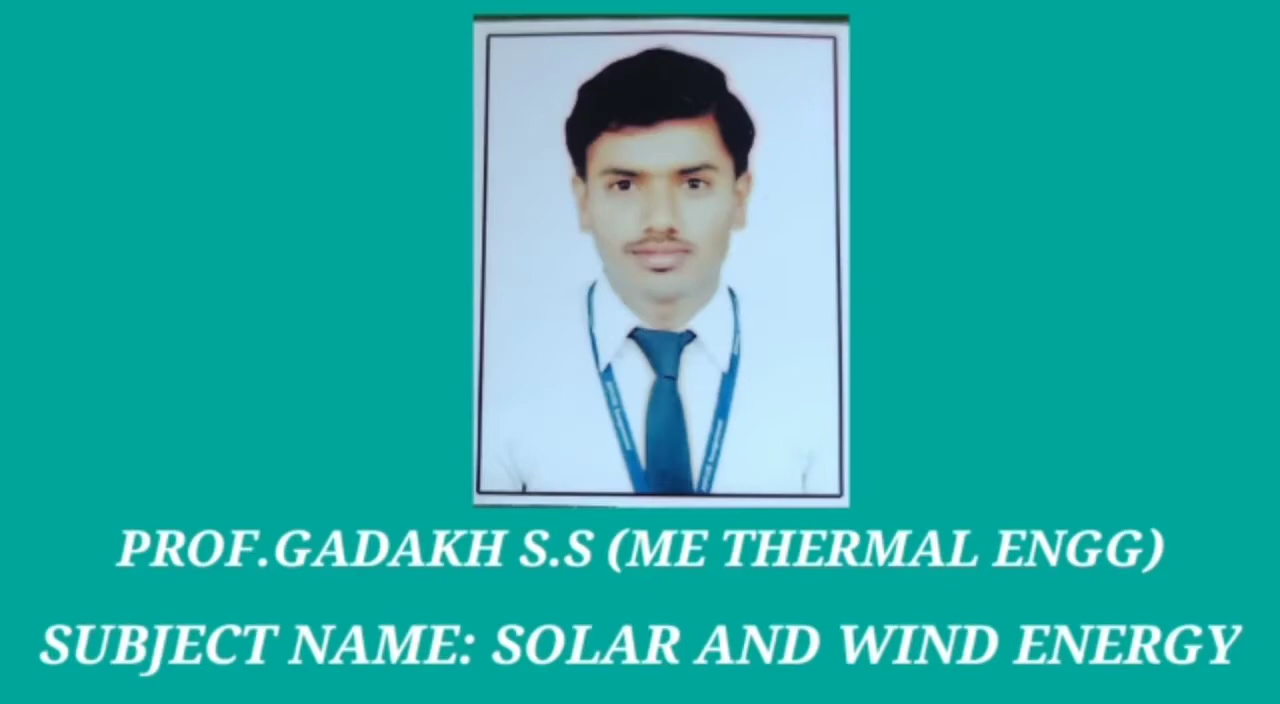 PROF.GADAKH S.S (ME THERMAL ENGG)
SUBJECT NAME: SOLAR AND WIND ENERGY